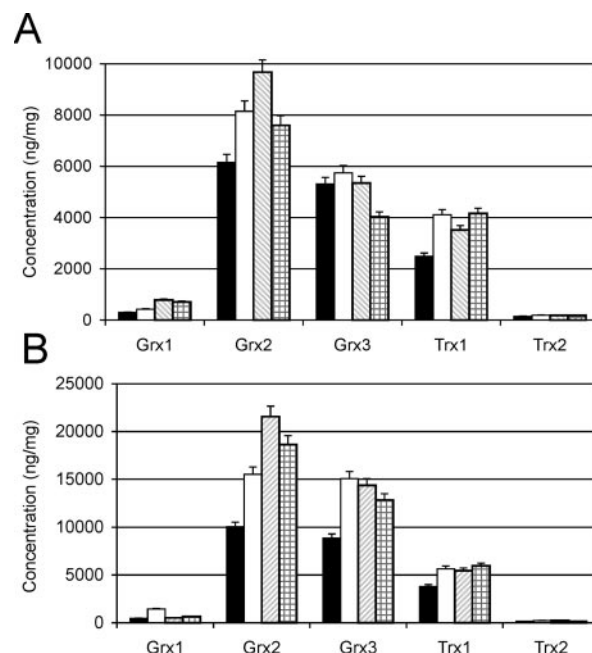 A
Concentration (ng/mg)
10000
8000
6000
4000
2000
0
Grx1 Grx2 Grx3 Trx1 Trx2
B
Concentration (ng/mg)
25000
20000
15000
10000
5000
0
Grx1 Grx2 Grx3 Trx1 Trx2